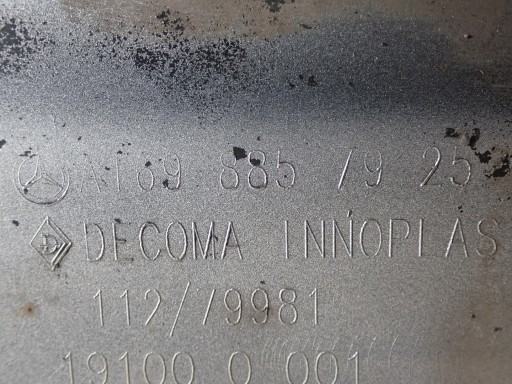 A169 885 79 25
DECOMA INNOPLAS
112/79981
19100 0 001